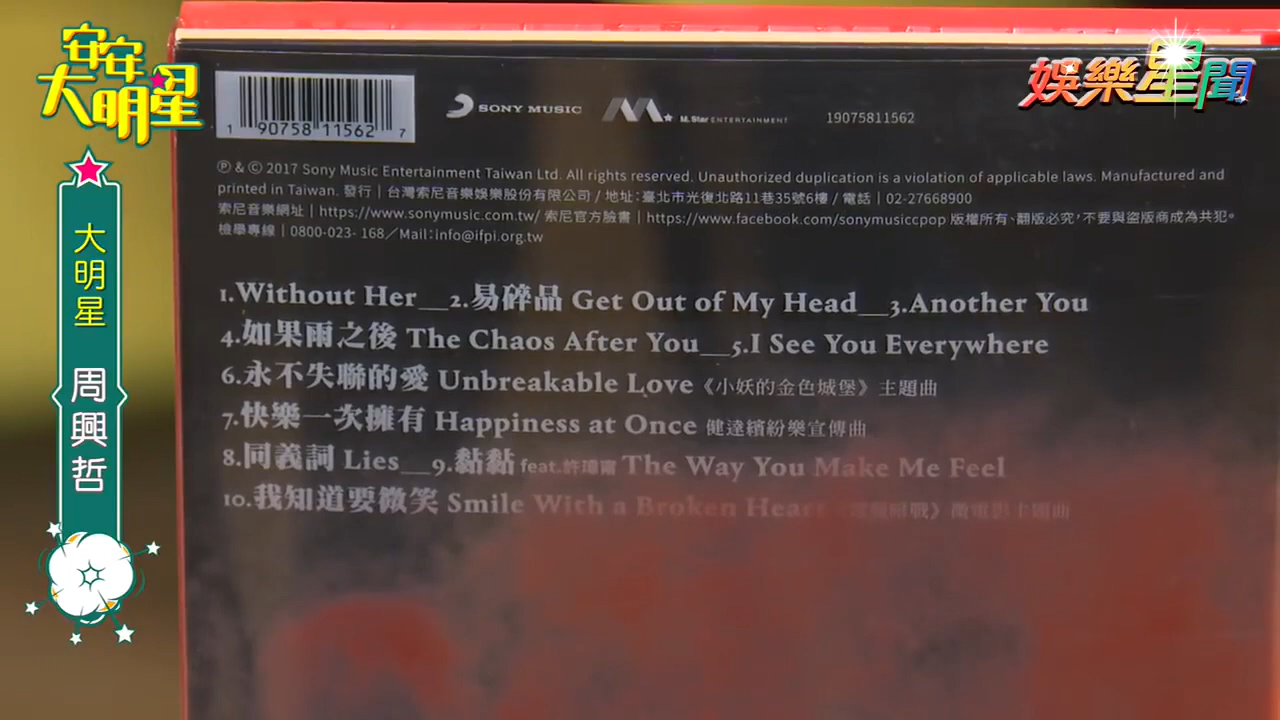 安安
大明星
娛樂星聞
大明星 周興哲
1 90758 11562 7
SONY MUSIC
M.Star ENTERTAINMENT
19075811562
Ⓟ & © 2017 Sony Music Entertainment Taiwan Ltd. All rights reserved. Unauthorized duplication is a violation of applicable laws. Manufactured and
printed in Taiwan. 發行｜台灣索尼音樂娛樂股份有限公司 / 地址：臺北市光復北路11巷35號6樓 / 電話｜02-27668900
索尼音樂網址｜https://www.sonymusic.com.tw/ 索尼官方臉書｜https://www.facebook.com/sonymusiccpop 版權所有、翻版必究，不要與盜版商成為共犯。
檢舉專線｜0800-023- 168／Mail：info@ifpi.org.tw
1.Without Her__2.易碎品 Get Out of My Head__3.Another You
4.如果雨之後 The Chaos After You__5.I See You Everywhere
6.永不失聯的愛 Unbreakable Love《小妖的金色城堡》主題曲
7.快樂一次擁有 Happiness at Once 健達繽紛樂宣傳曲
8.同義詞 Lies__9.黏黏 feat.許瑋甯 The Way You Make Me Feel
10.我知道要微笑 Smile With a Broken Heart 戰》微電影主題曲